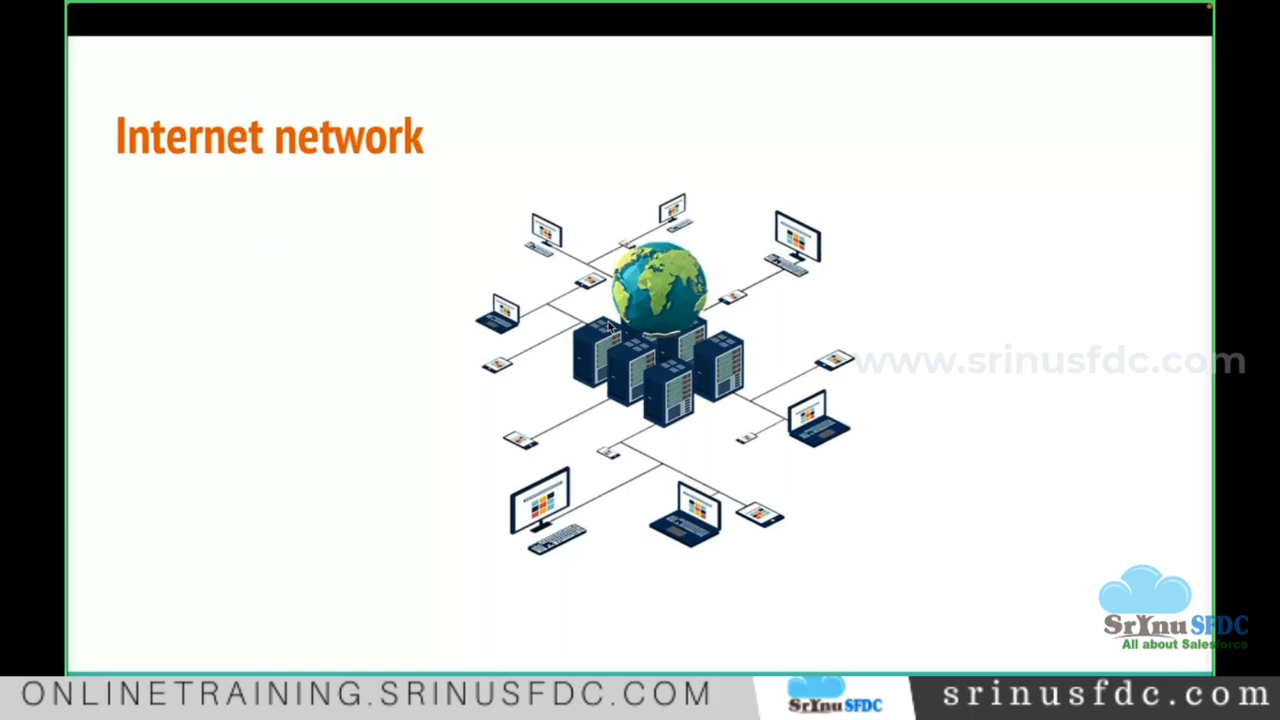 Internet network
www.srinusfdc.com
SrYnu SFDC
All about Salesforce
ONLINETRAINING.SRINUSFDC.COM
SrYnu SFDC
srinusfdc.com